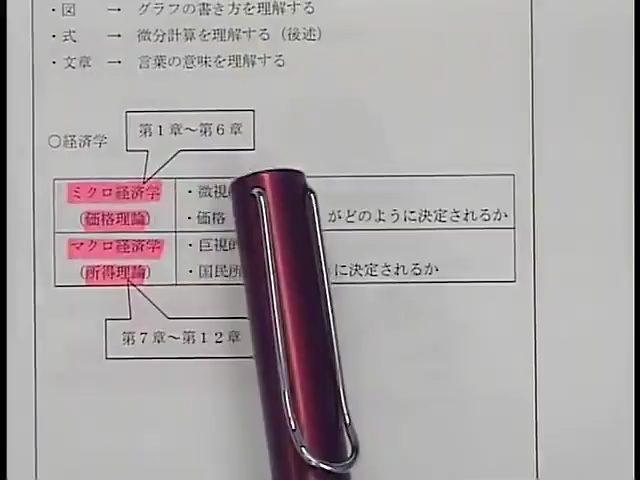 ・図 → グラフの書き方を理解する
・式 → 微分計算を理解する（後述）
・文章 → 言葉の意味を理解する
第１章～第６章
○経済学
ミクロ経済学 ・微視
（価格理論） ・価格 がどのように決定されるか
マクロ経済学 ・巨視的
（所得理論） ・国民所 に決定されるか
第７章～第１２章